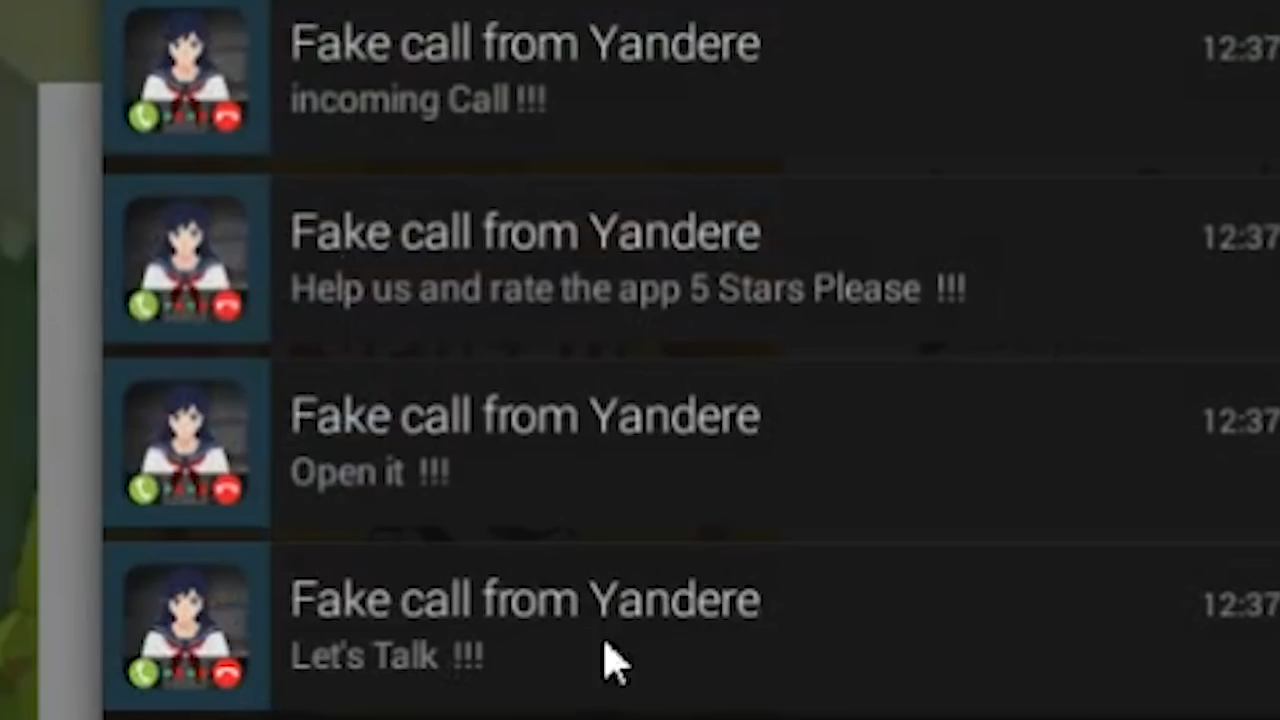 Fake call from Yandere
12:37
incoming Call !!!
Fake call from Yandere
12:37
Help us and rate the app 5 Stars Please !!!
Fake call from Yandere
12:37
Open it !!!
Fake call from Yandere
12:37
Let's Talk !!!